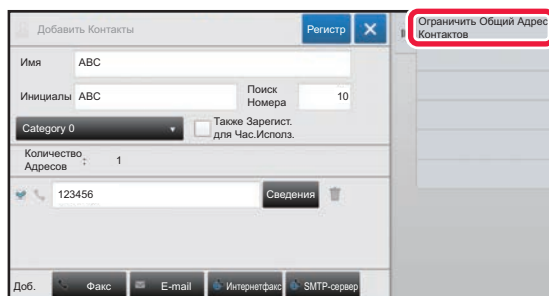 Добавить Контакты
Регистр
Ограничить Общий Адрес
Контактов
Имя
ABC
Инициалы
ABC
Поиск
Номера
10
Category 0
Также Зарегист.
для Час.Исполз.
Количество
Адресов
:
1
123456
Сведения
Доб.
Факс
E-mail
Интернетфакс
SMTP-сервер